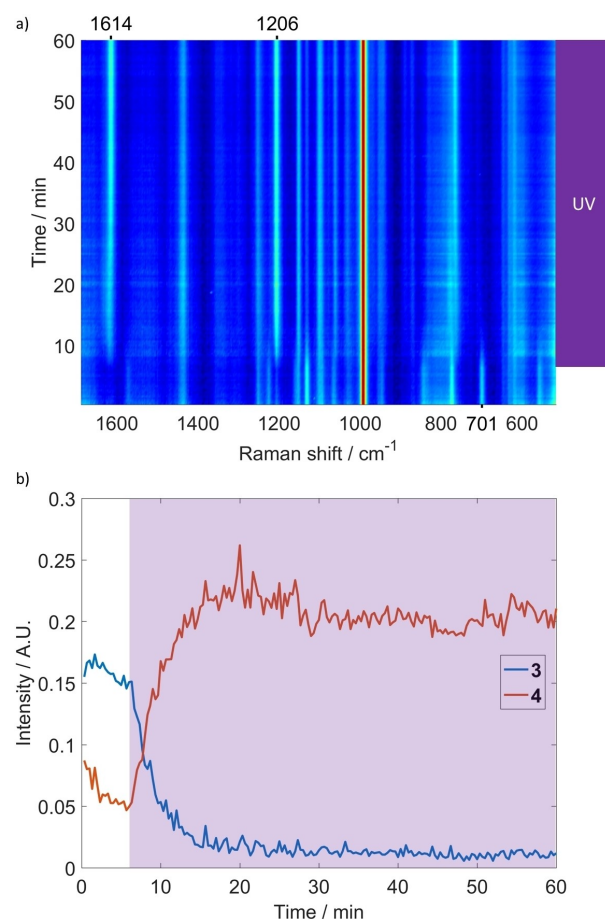 a)
1614 1206
60
50
40
30
20
10
Time / min
UV
1600 1400 1200 1000 800 701 600
Raman shift / cm⁻¹
b)
0.3
0.25
0.2
0.15
0.1
0.05
0
Intensity / A.U.
3
4
0 10 20 30 40 50 60
Time / min